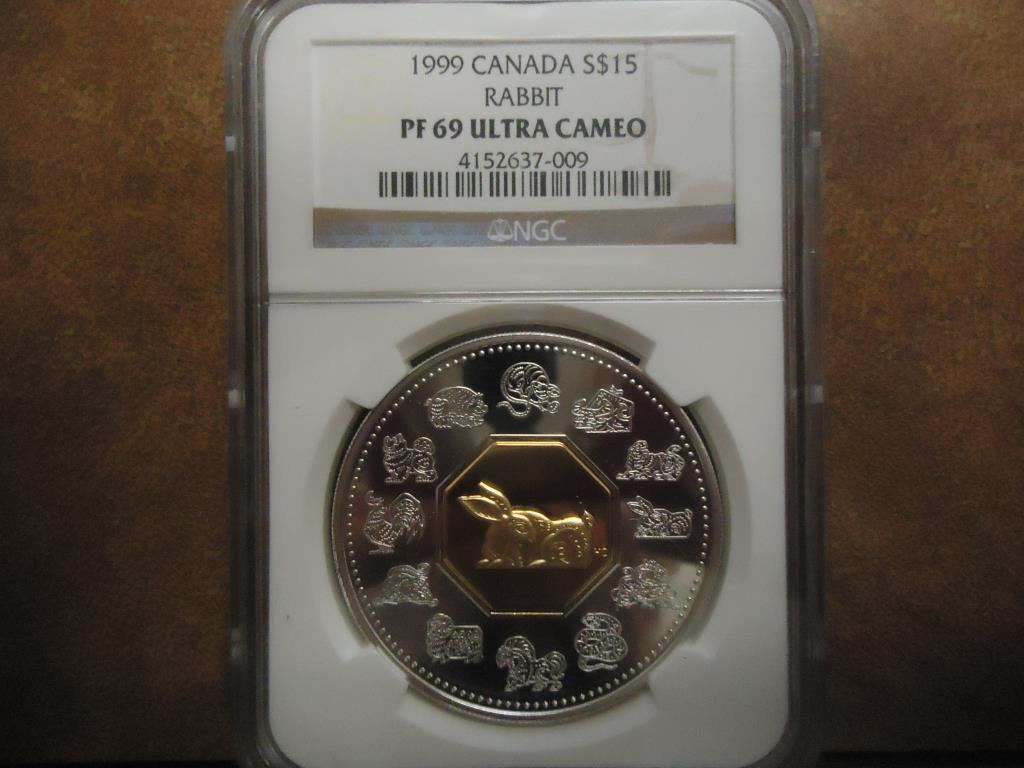 1999 CANADA S$15
RABBIT
PF 69 ULTRA CAMEO
4152637-009
NGC